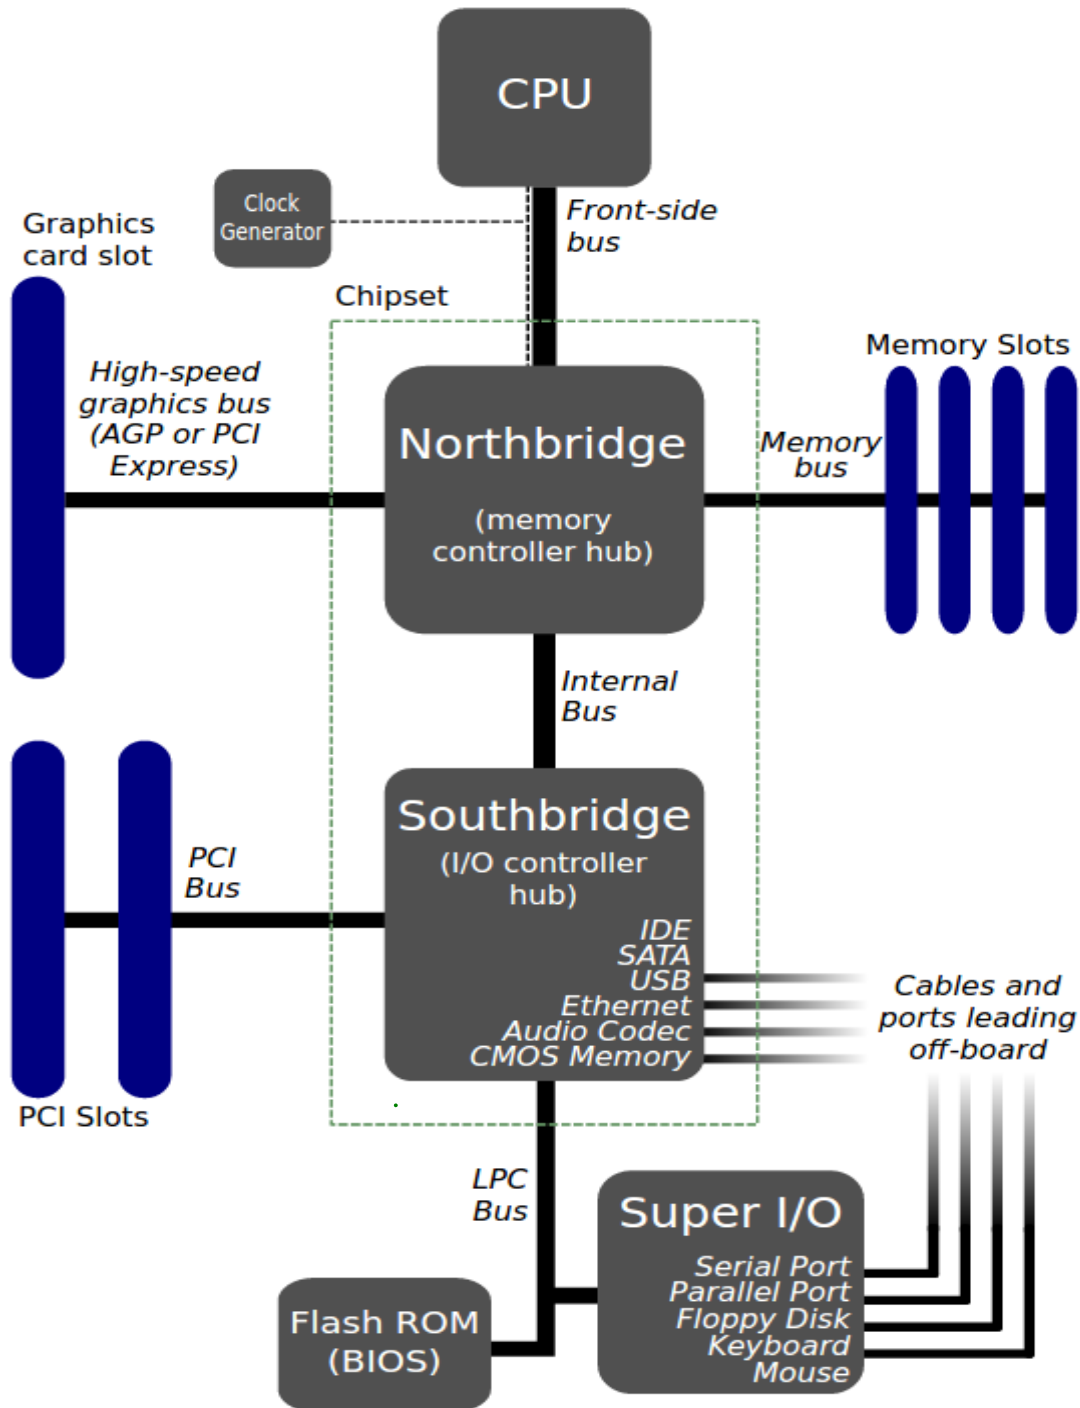 CPU
Clock
Generator
Front-side
bus
Graphics
card slot
Chipset
High-speed
graphics bus
(AGP or PCI
Express)
Memory Slots
Northbridge
(memory
controller hub)
Memory
bus
Internal
Bus
Southbridge
(I/O controller
hub)
IDE
SATA
USB
Ethernet
Audio Codec
CMOS Memory
PCI
Bus
PCI Slots
Cables and
ports leading
off-board
LPC
Bus
Super I/O
Serial Port
Parallel Port
Floppy Disk
Keyboard
Mouse
Flash ROM
(BIOS)